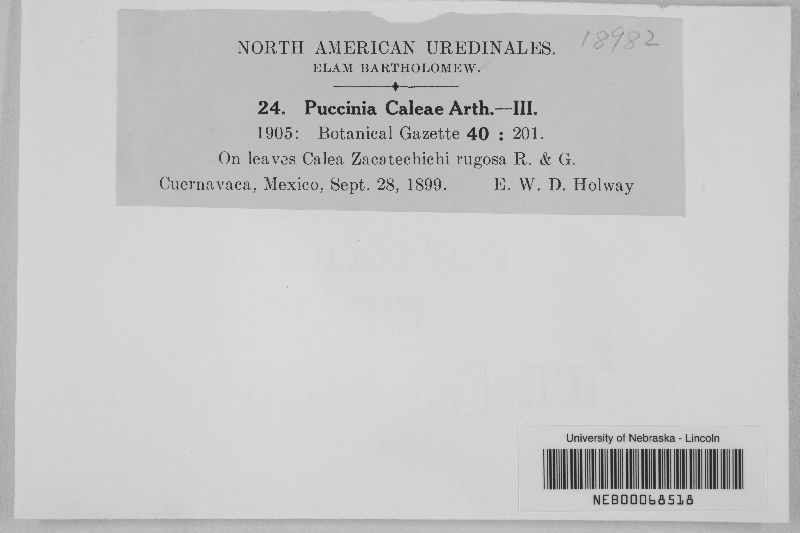 NORTH AMERICAN UREDINALES.
18982
ELAM BARTHOLOMEW.
24. Puccinia Caleae Arth.—III.
1905: Botanical Gazette 40 : 201.
On leaves Calea Zacatechichi rugosa R. & G.
Cuernavaca, Mexico, Sept. 28, 1899. E. W. D. Holway
University of Nebraska - Lincoln
NEB00068518